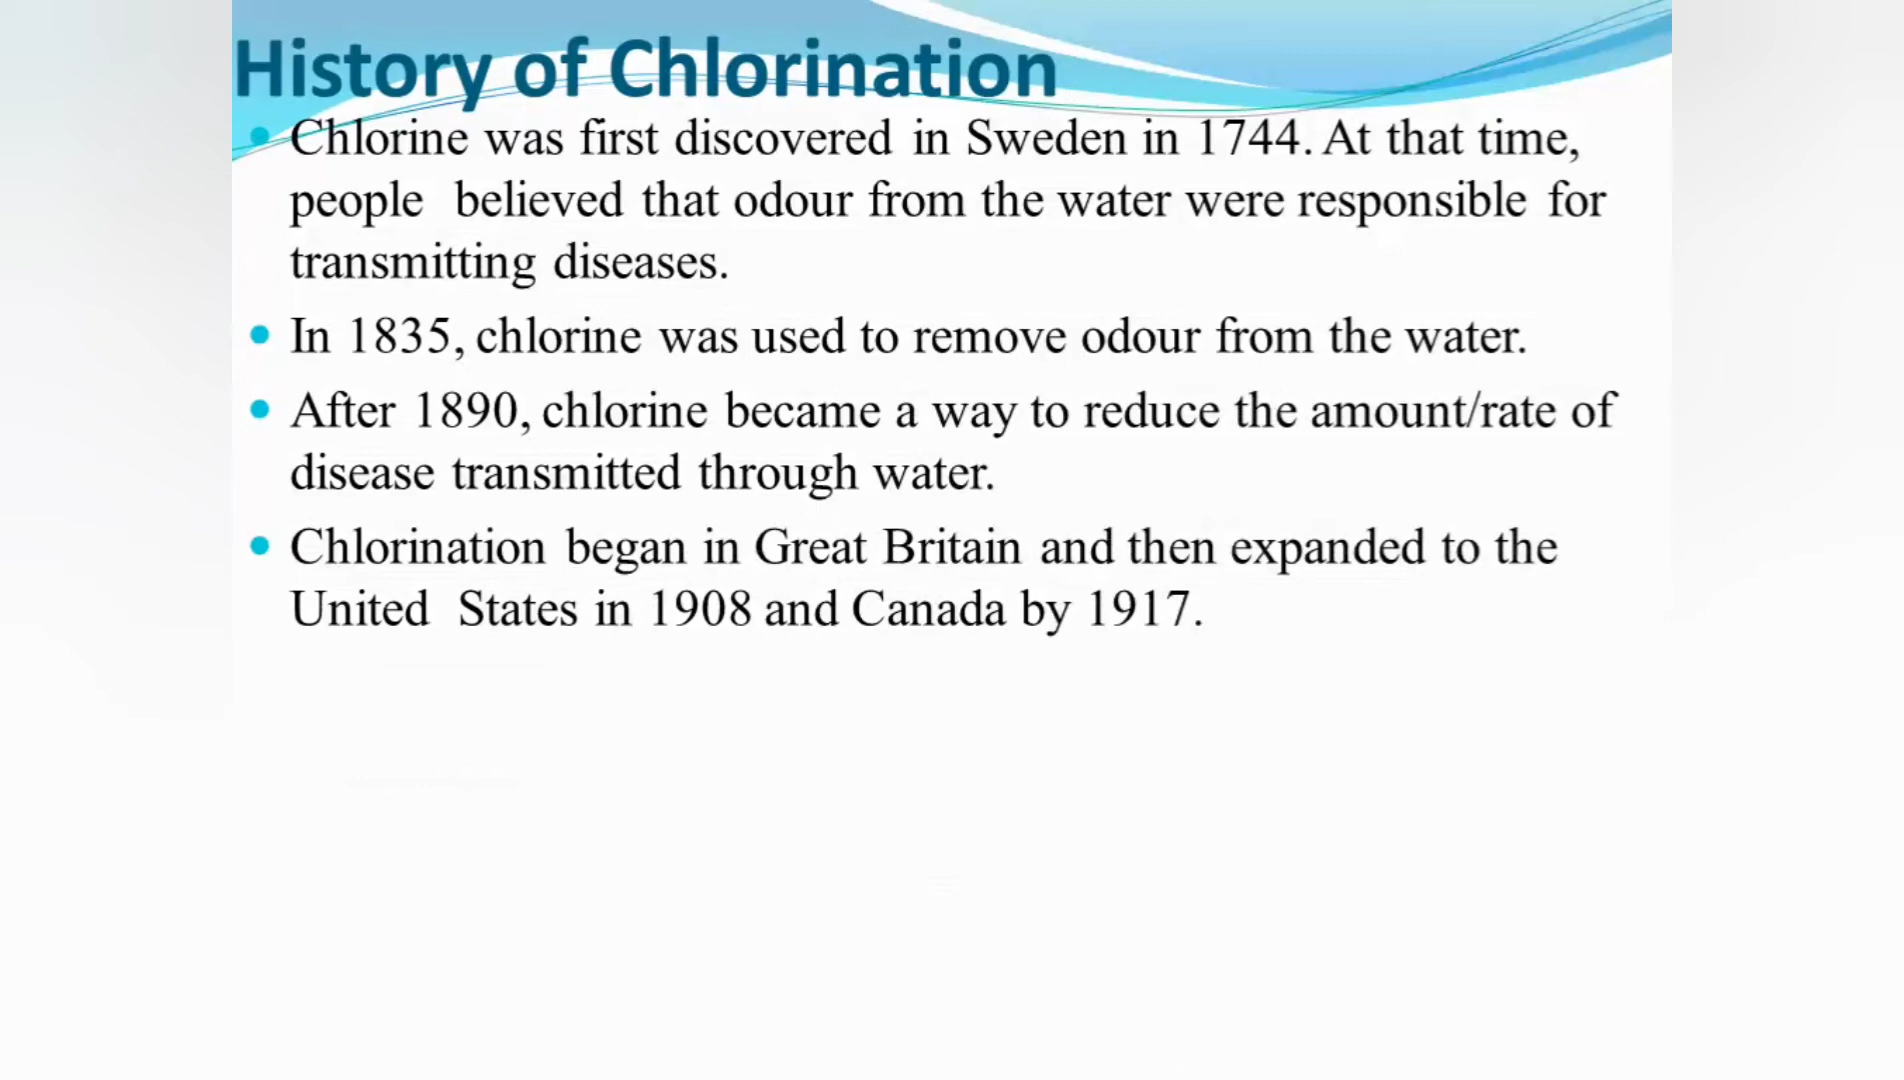 History of Chlorination
• Chlorine was first discovered in Sweden in 1744. At that time,
people believed that odour from the water were responsible for
transmitting diseases.
• In 1835, chlorine was used to remove odour from the water.
• After 1890, chlorine became a way to reduce the amount/rate of
disease transmitted through water.
• Chlorination began in Great Britain and then expanded to the
United States in 1908 and Canada by 1917.